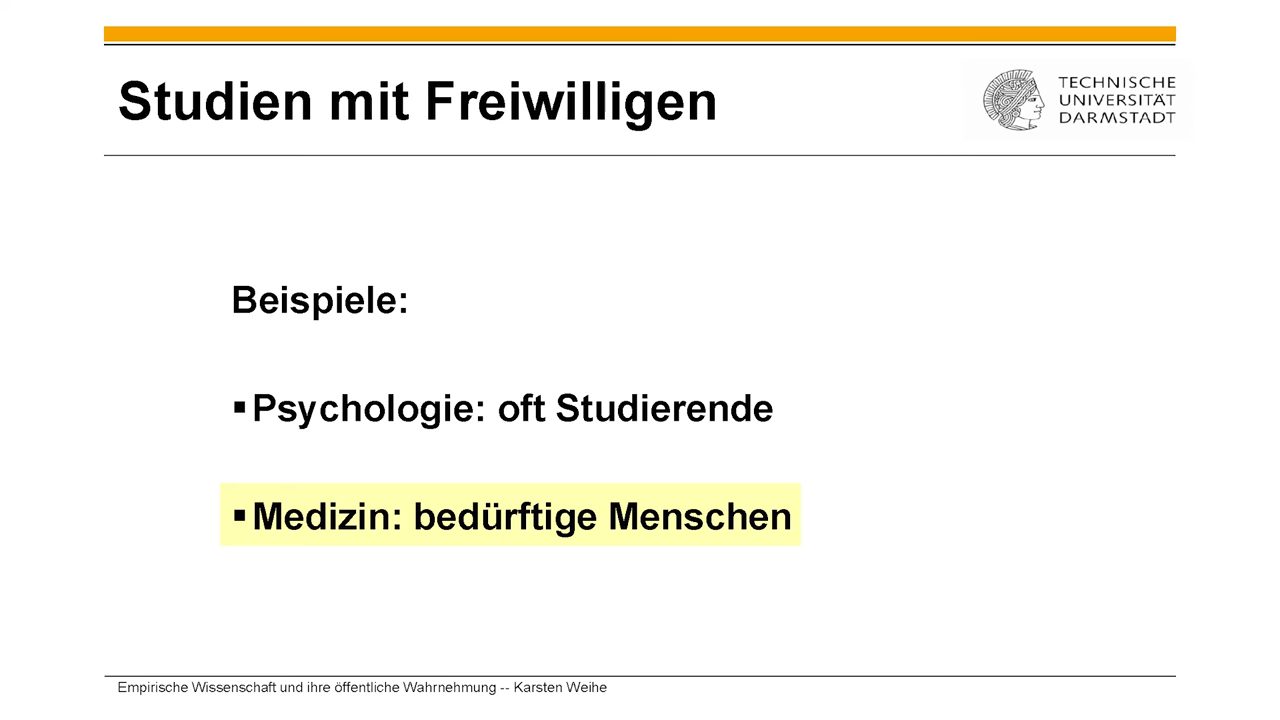 Studien mit Freiwilligen
TECHNISCHE
UNIVERSITÄT
DARMSTADT
Beispiele:
▪ Psychologie: oft Studierende
▪ Medizin: bedürftige Menschen
Empirische Wissenschaft und ihre öffentliche Wahrnehmung -- Karsten Weihe